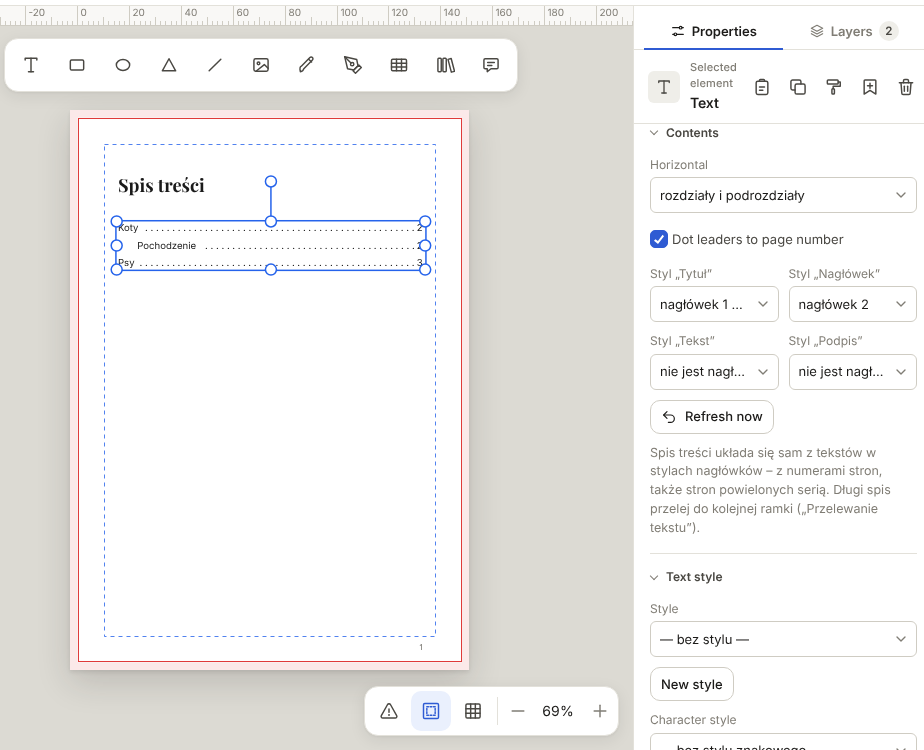 -20 0 20 40 60 80 100 120 140 160 180 200
Properties
Layers 2
Selected element
Text
Contents
Horizontal
rozdziały i podrozdziały
Dot leaders to page number
Styl „Tytuł” Styl „Nagłówek”
nagłówek 1 ... nagłówek 2
Styl „Tekst” Styl „Podpis”
nie jest nagł... nie jest nagł...
Refresh now
Spis treści układa się sam z tekstów w
stylach nagłówków – z numerami stron,
także stron powielonych serią. Długi spis
przelej do kolejnej ramki („Przelewanie
tekstu”).
Text style
Style
— bez stylu —
New style
Character style
— bez stylu znakowego
Spis treści
Koty 2
Pochodzenie 2
Psy 3
1
69%